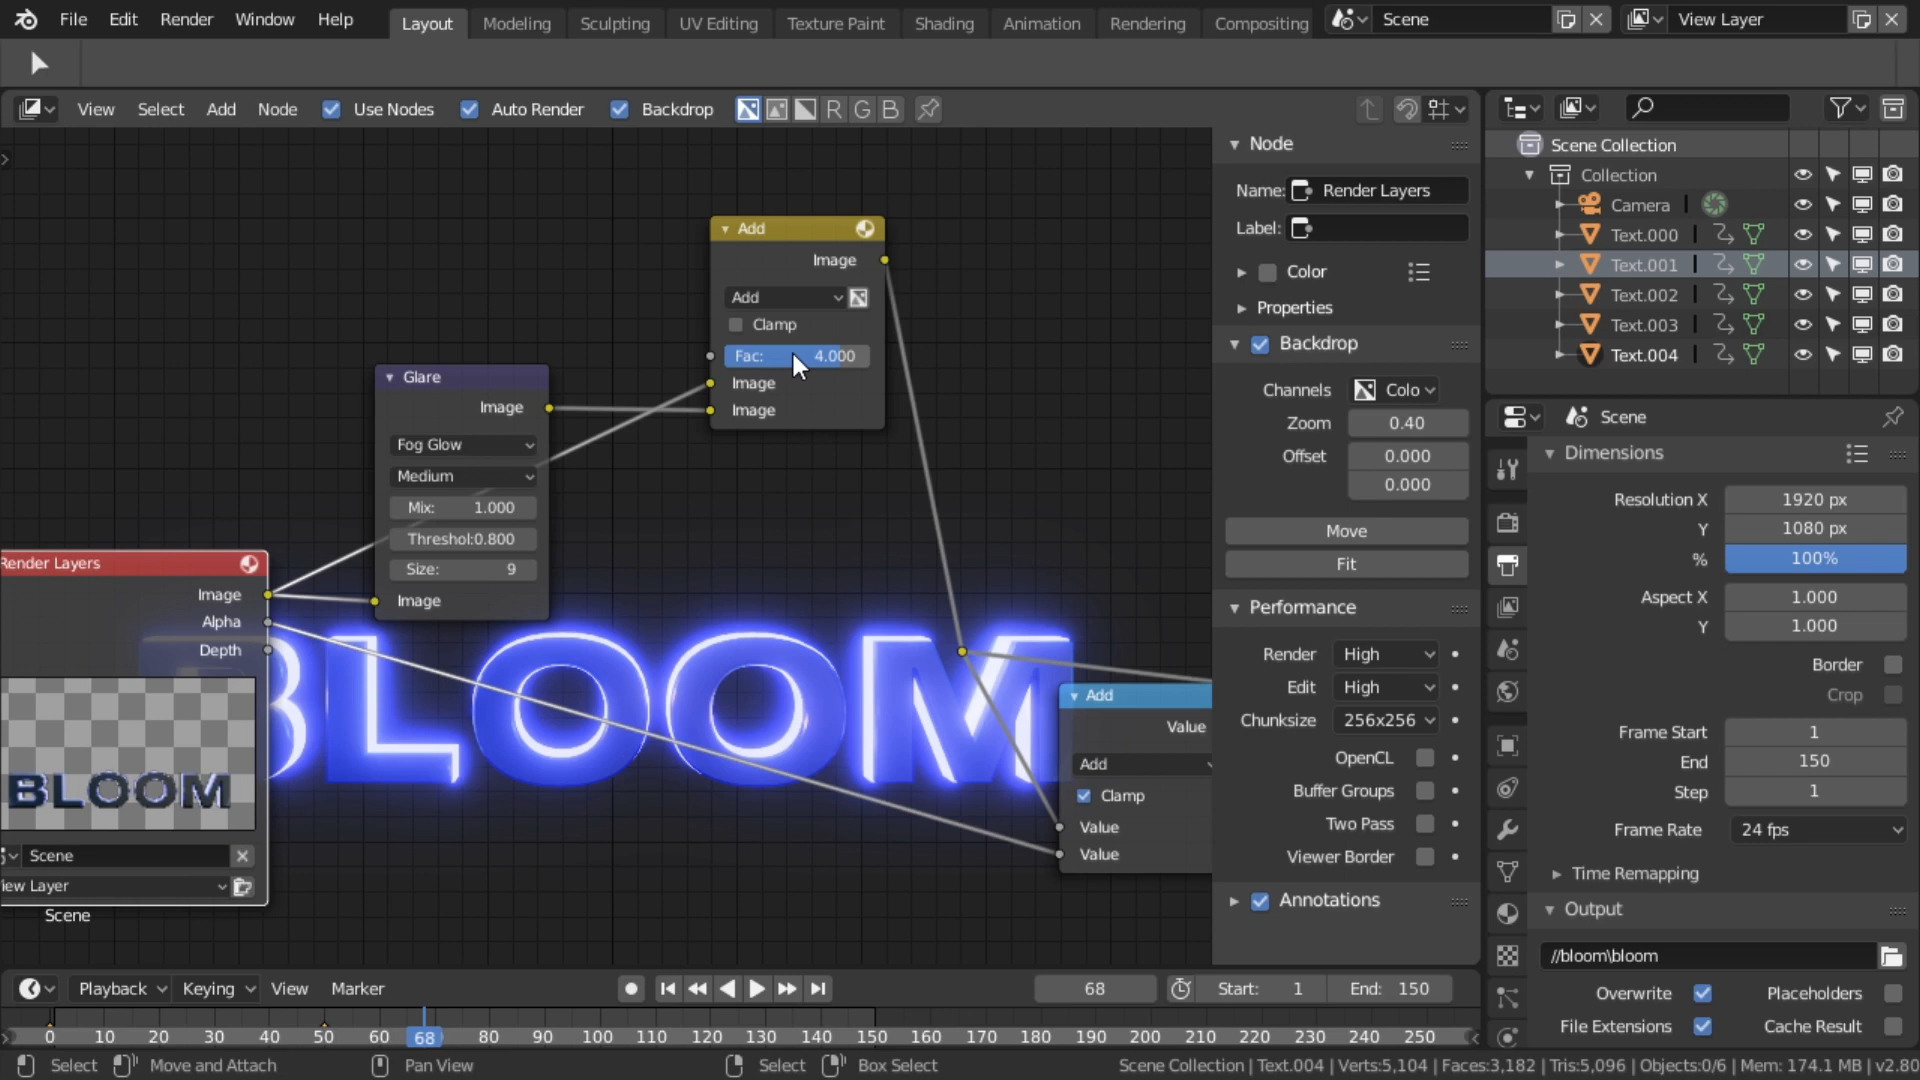 File Edit Render Window Help Layout Modeling Sculpting UV Editing Texture Paint Shading Animation Rendering Compositing Scene View Layer
View Select Add Node Use Nodes Auto Render Backdrop R G B
Node
Name: Render Layers
Label:
Color
Properties
Backdrop
Channels Colo
Zoom 0.40
Offset 0.000
0.000
Move
Fit
Performance
Render High
Edit High
Chunksize 256x256
OpenCL
Buffer Groups
Two Pass
Viewer Border
Annotations
Add
Image
Add
Clamp
Fac: 4.000
Image
Image
Glare
Image
Fog Glow
Medium
Mix: 1.000
Threshol:0.800
Size: 9
Image
Render Layers
Image
Alpha
Depth
BLOOM
Scene
iew Layer
Scene
BLOOM
Add
Value
Add
Clamp
Value
Value
Scene Collection
Collection
Camera
Text.000
Text.001
Text.002
Text.003
Text.004
Scene
Dimensions
Resolution X 1920 px
Y 1080 px
% 100%
Aspect X 1.000
Y 1.000
Border
Crop
Frame Start 1
End 150
Step 1
Frame Rate 24 fps
Time Remapping
Output
//bloom\bloom
Overwrite Placeholders
File Extensions Cache Result
Playback Keying View Marker 68 Start: 1 End: 150
0 10 20 30 40 50 60 68 80 90 100 110 120 130 140 150 160 170 180 190 200 210 220 230 240 250
Select Move and Attach Pan View Select Box Select Scene Collection | Text.004 | Verts:5,104 | Faces:3,182 | Tris:5,096 | Objects:0/6 | Mem: 174.1 MB | v2.80